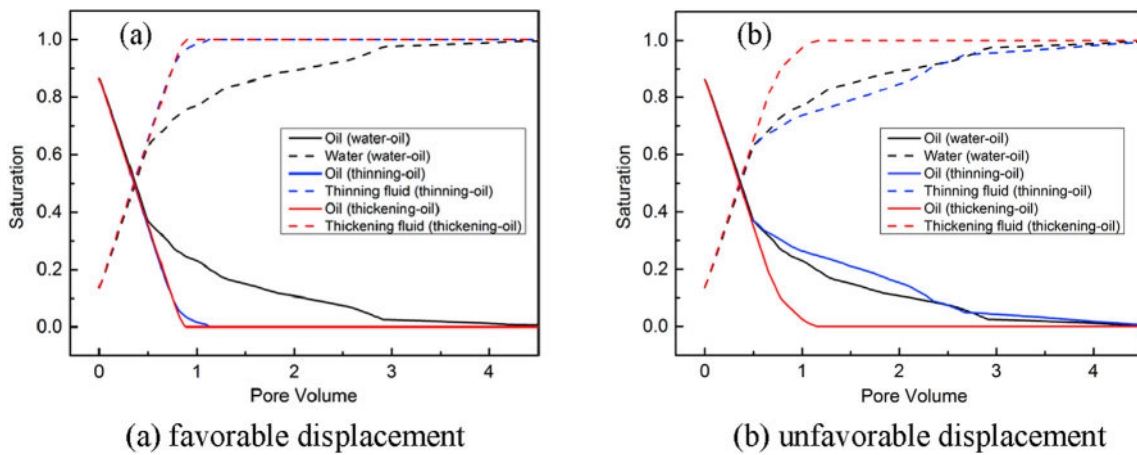 (a)
1.0
0.8
0.6
0.4
0.2
0.0
Saturation
Oil (water-oil)
Water (water-oil)
Oil (thinning-oil)
Thinning fluid (thinning-oil)
Oil (thickening-oil)
Thickening fluid (thickening-oil)
0 1 2 3 4
Pore Volume
(a) favorable displacement
(b)
1.0
0.8
0.6
0.4
0.2
0.0
Saturation
Oil (water-oil)
Water (water-oil)
Oil (thinning-oil)
Thinning fluid (thinning-oil)
Oil (thickening-oil)
Thickening fluid (thickening-oil)
0 1 2 3 4
Pore Volume
(b) unfavorable displacement